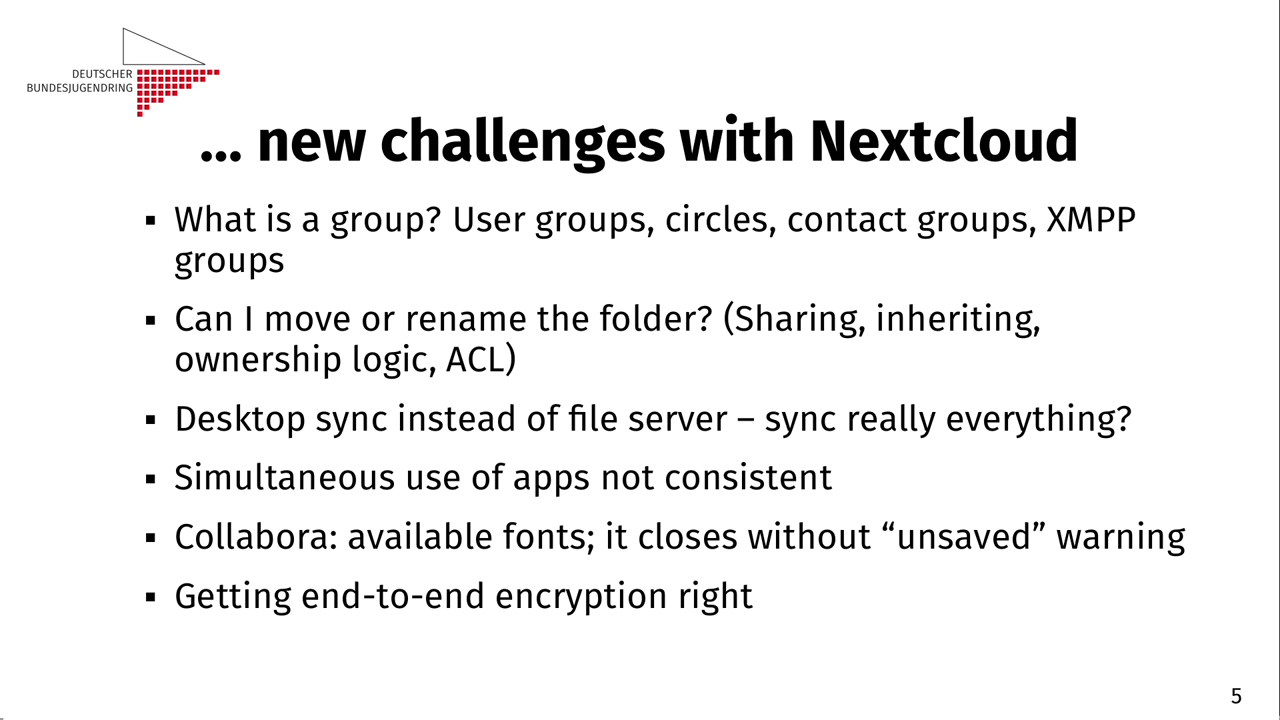 DEUTSCHER
BUNDESJUGENDRING
... new challenges with Nextcloud
▪ What is a group? User groups, circles, contact groups, XMPP
groups
▪ Can I move or rename the folder? (Sharing, inheriting,
ownership logic, ACL)
▪ Desktop sync instead of file server – sync really everything?
▪ Simultaneous use of apps not consistent
▪ Collabora: available fonts; it closes without “unsaved” warning
▪ Getting end-to-end encryption right
5